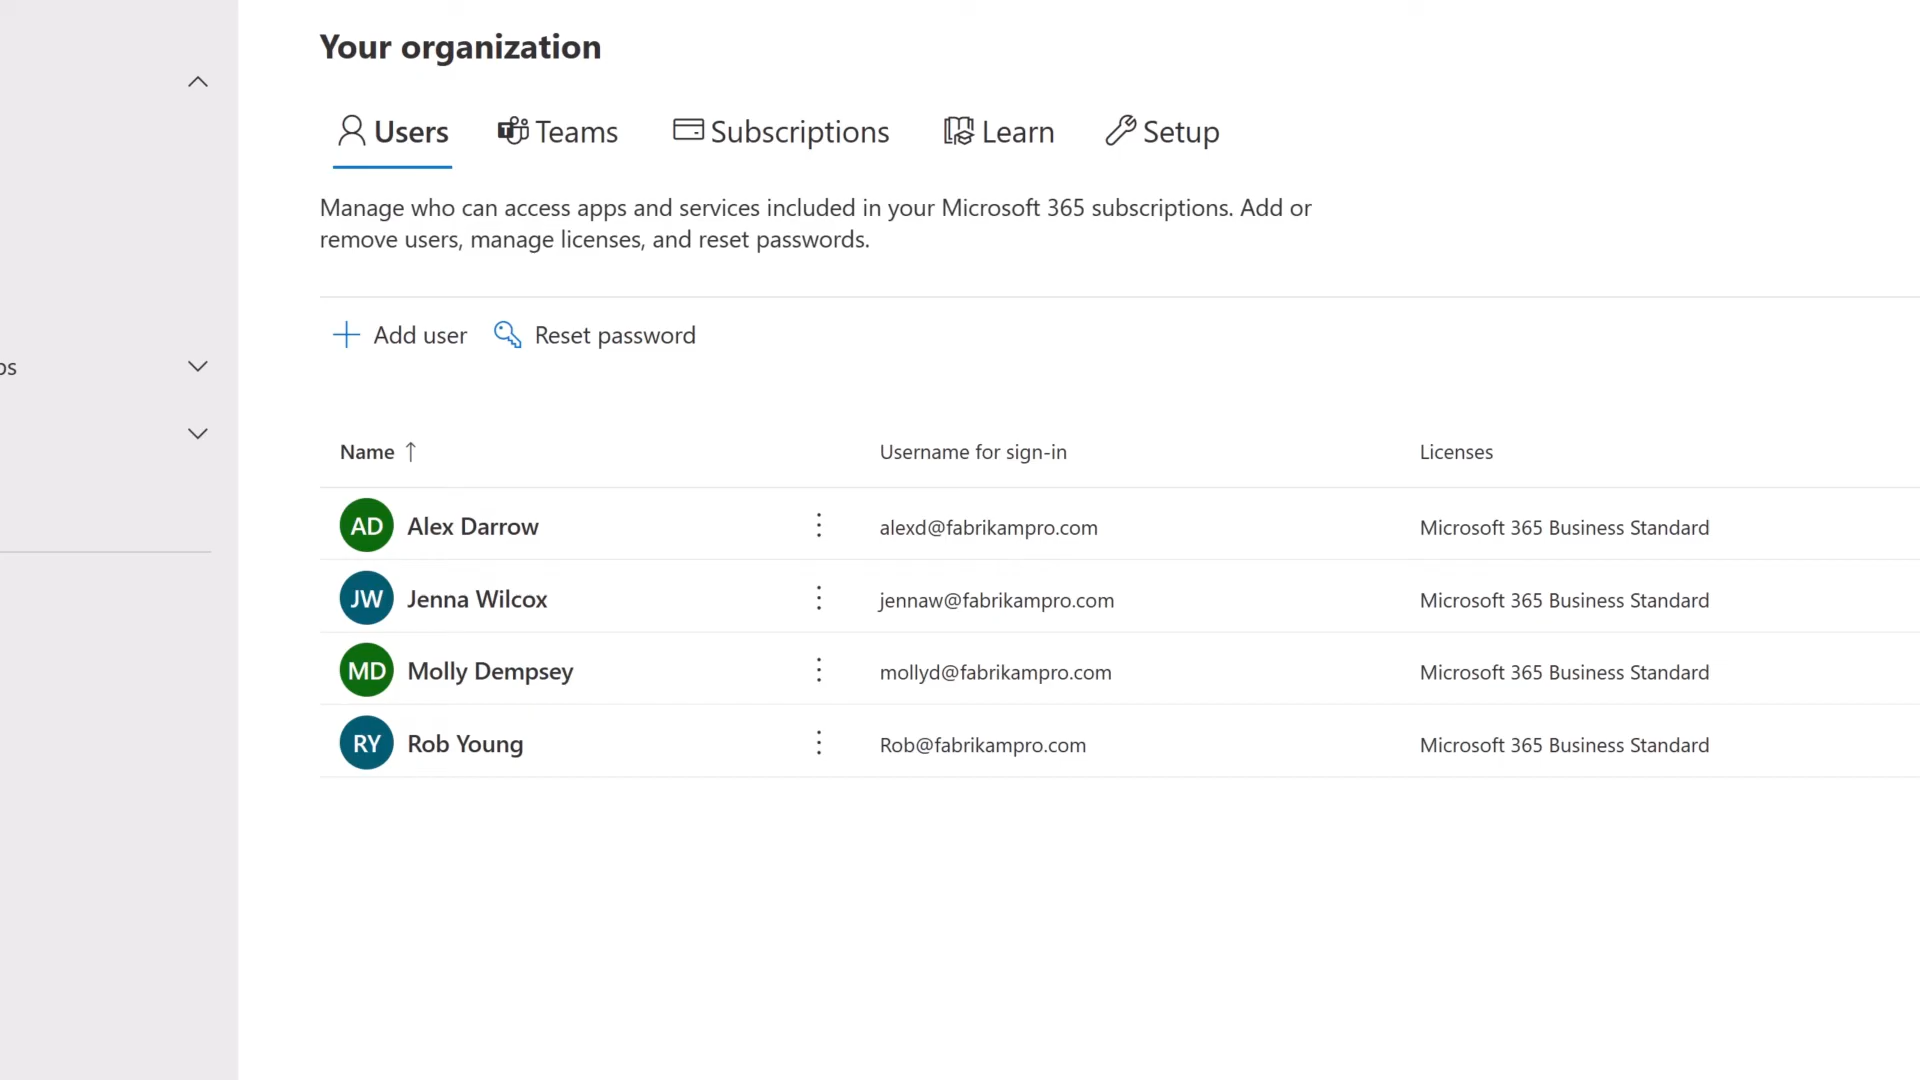 Your organization
Users Teams Subscriptions Learn Setup
Manage who can access apps and services included in your Microsoft 365 subscriptions. Add or
remove users, manage licenses, and reset passwords.
Add user Reset password
ps
Name ↑ Username for sign-in Licenses
AD Alex Darrow alexd@fabrikampro.com Microsoft 365 Business Standard
JW Jenna Wilcox jennaw@fabrikampro.com Microsoft 365 Business Standard
MD Molly Dempsey mollyd@fabrikampro.com Microsoft 365 Business Standard
RY Rob Young Rob@fabrikampro.com Microsoft 365 Business Standard